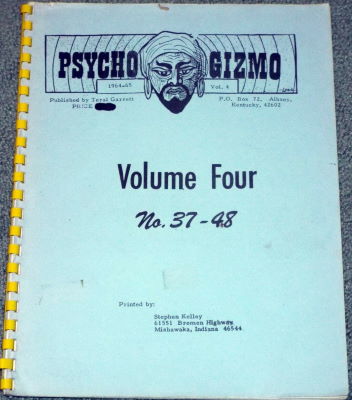 PSYCHO GIZMO
1964-65 Vol. 4
Published by Teral Garrett P.O. Box 72, Albany,
PRICE Kentucky, 42602
Volume Four
No. 37-48
Printed by:
Stephen Kelley
61551 Bremen Highway
Mishawaka, Indiana 46544